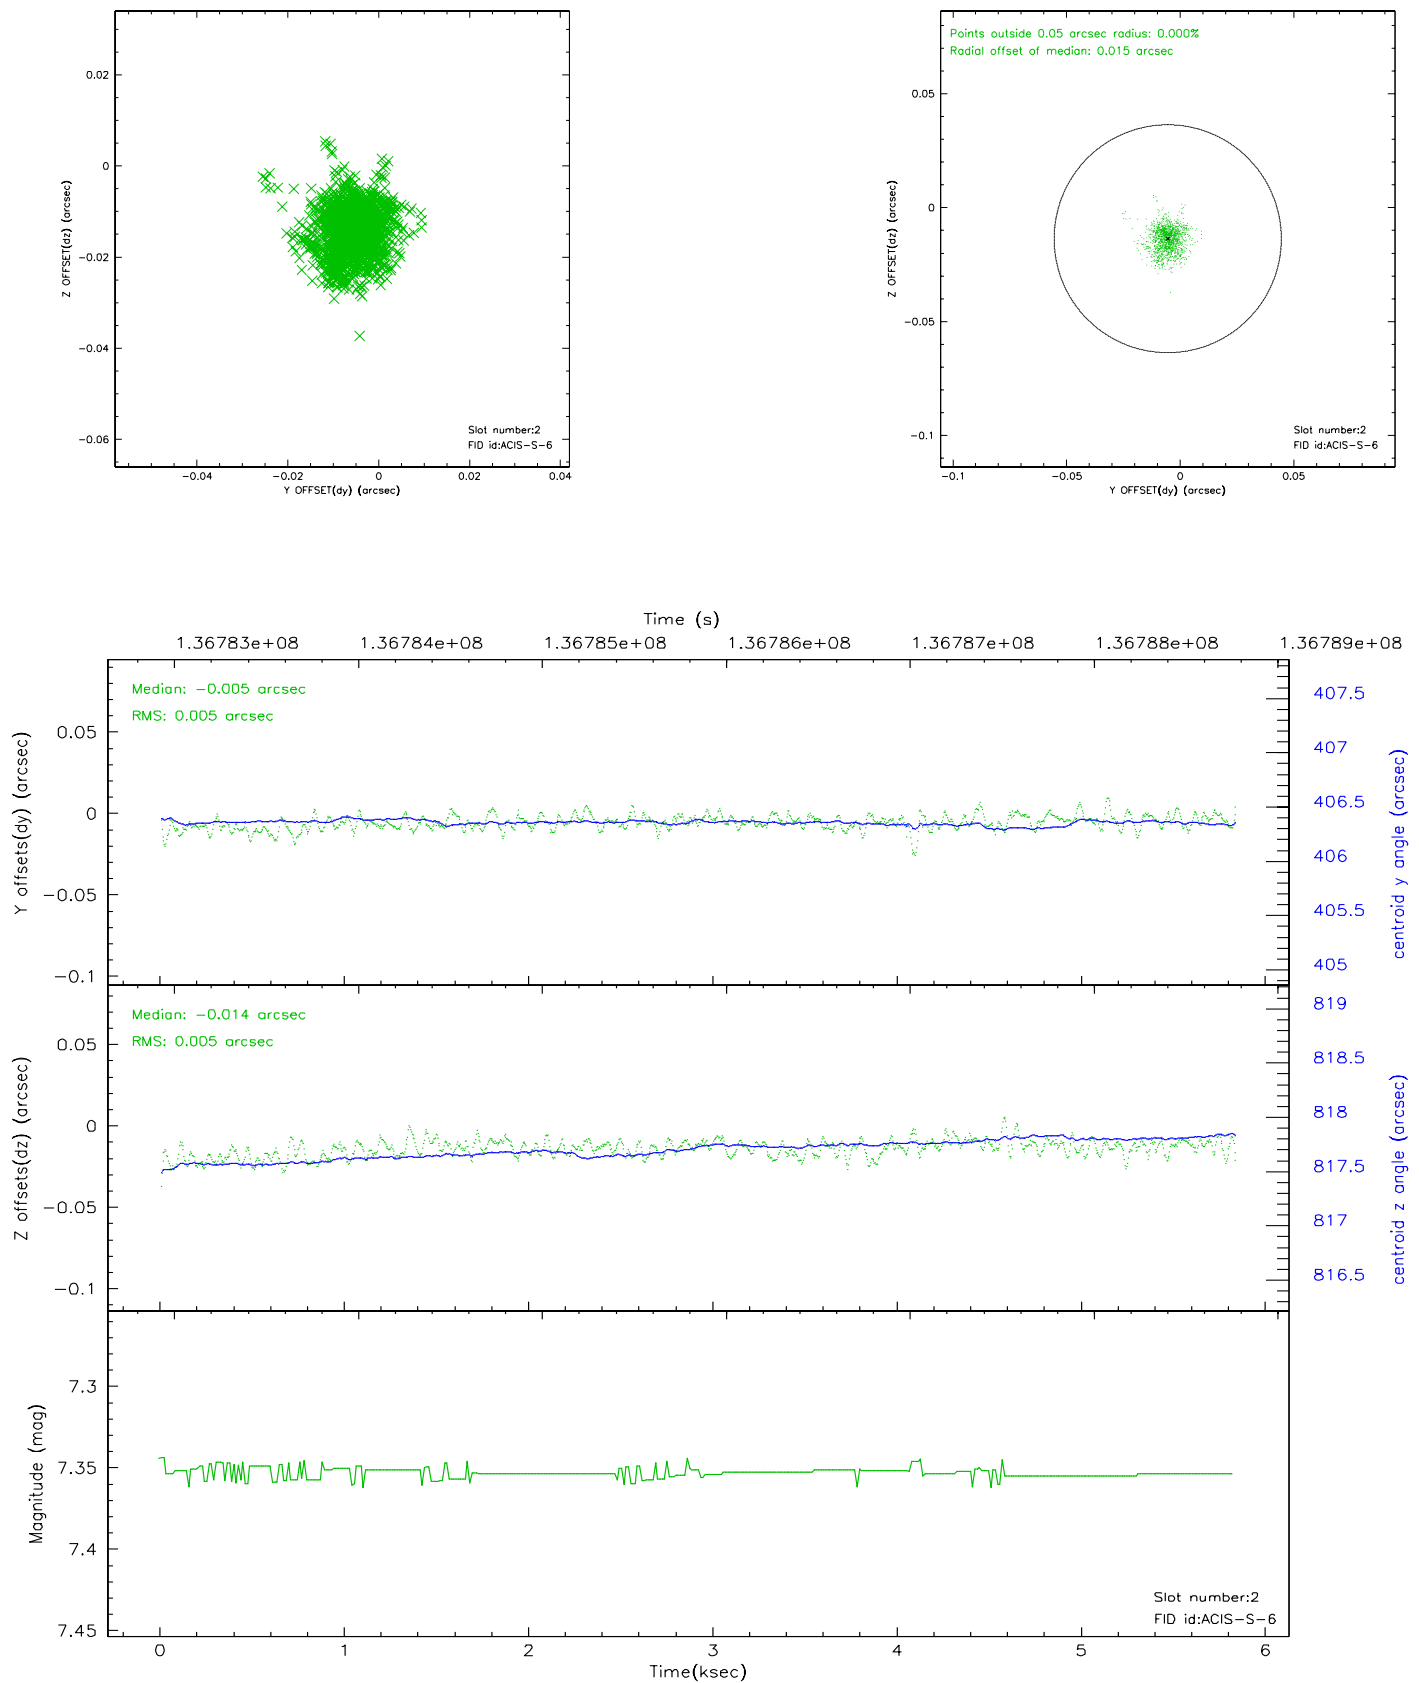 0.02
0
-0.02
-0.04
-0.06
Z OFFSET(dz) (arcsec)
Slot number:2
FID id:ACIS-S-6
-0.04 -0.02 0 0.02 0.04
Y OFFSET(dy) (arcsec)
Points outside 0.05 arcsec radius: 0.000%
Radial offset of median: 0.015 arcsec
0.05
0
-0.05
-0.1
Z OFFSET(dz) (arcsec)
Slot number:2
FID id:ACIS-S-6
-0.1 -0.05 0 0.05
Y OFFSET(dy) (arcsec)
Time (s)
1.36783e+08 1.36784e+08 1.36785e+08 1.36786e+08 1.36787e+08 1.36788e+08 1.36789e+08
Median: -0.005 arcsec
RMS: 0.005 arcsec
0.05
0
-0.05
-0.1
Y offsets(dy) (arcsec)
407.5
407
406.5
406
405.5
405
centroid y angle (arcsec)
Median: -0.014 arcsec
RMS: 0.005 arcsec
0.05
0
-0.05
-0.1
Z offsets(dz) (arcsec)
819
818.5
818
817.5
817
816.5
centroid z angle (arcsec)
7.3
7.35
7.4
7.45
Magnitude (mag)
Slot number:2
FID id:ACIS-S-6
0 1 2 3 4 5 6
Time(ksec)